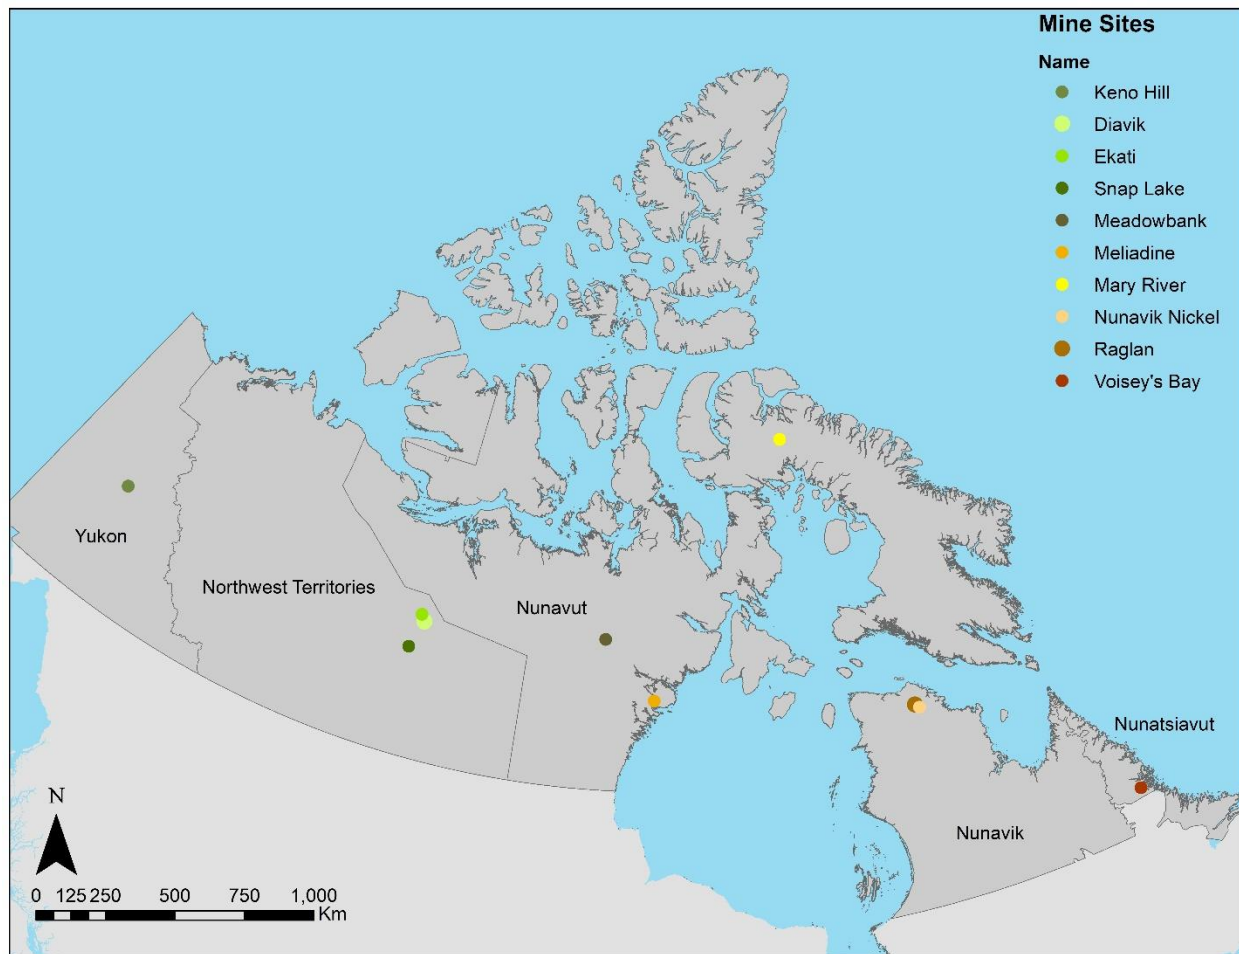 Mine Sites
Name
Keno Hill
Diavik
Ekati
Snap Lake
Meadowbank
Meliadine
Mary River
Nunavik Nickel
Raglan
Voisey's Bay
Yukon
Northwest Territories
Nunavut
Nunatsiavut
Nunavik
N
0 125 250 500 750 1,000
Km